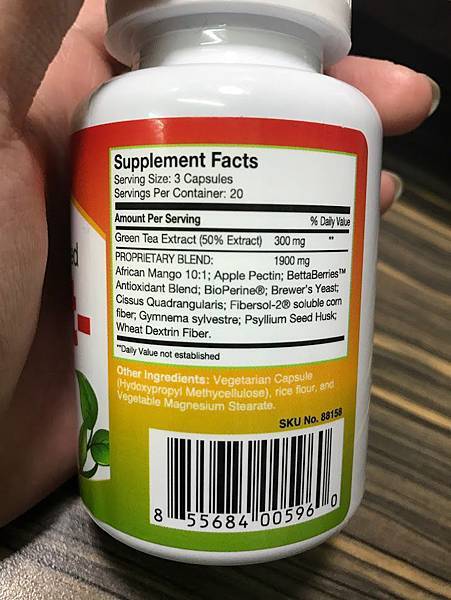 Supplement Facts
Serving Size: 3 Capsules
Servings Per Container: 20
Amount Per Serving % Daily Value
Green Tea Extract (50% Extract) 300 mg **
PROPRIETARY BLEND: 1900 mg
African Mango 10:1; Apple Pectin; BettaBerries™
Antioxidant Blend; BioPerine®; Brewer's Yeast;
Cissus Quadrangularis; Fibersol-2® soluble corn
fiber; Gymnema sylvestre; Psyllium Seed Husk;
Wheat Dextrin Fiber.
**Daily Value not established
Other Ingredients: Vegetarian Capsule
(Hydoxypropyl Methycellulose), rice flour, and
Vegetable Magnesium Stearate.
SKU No. 88158
8 55684 00596 0